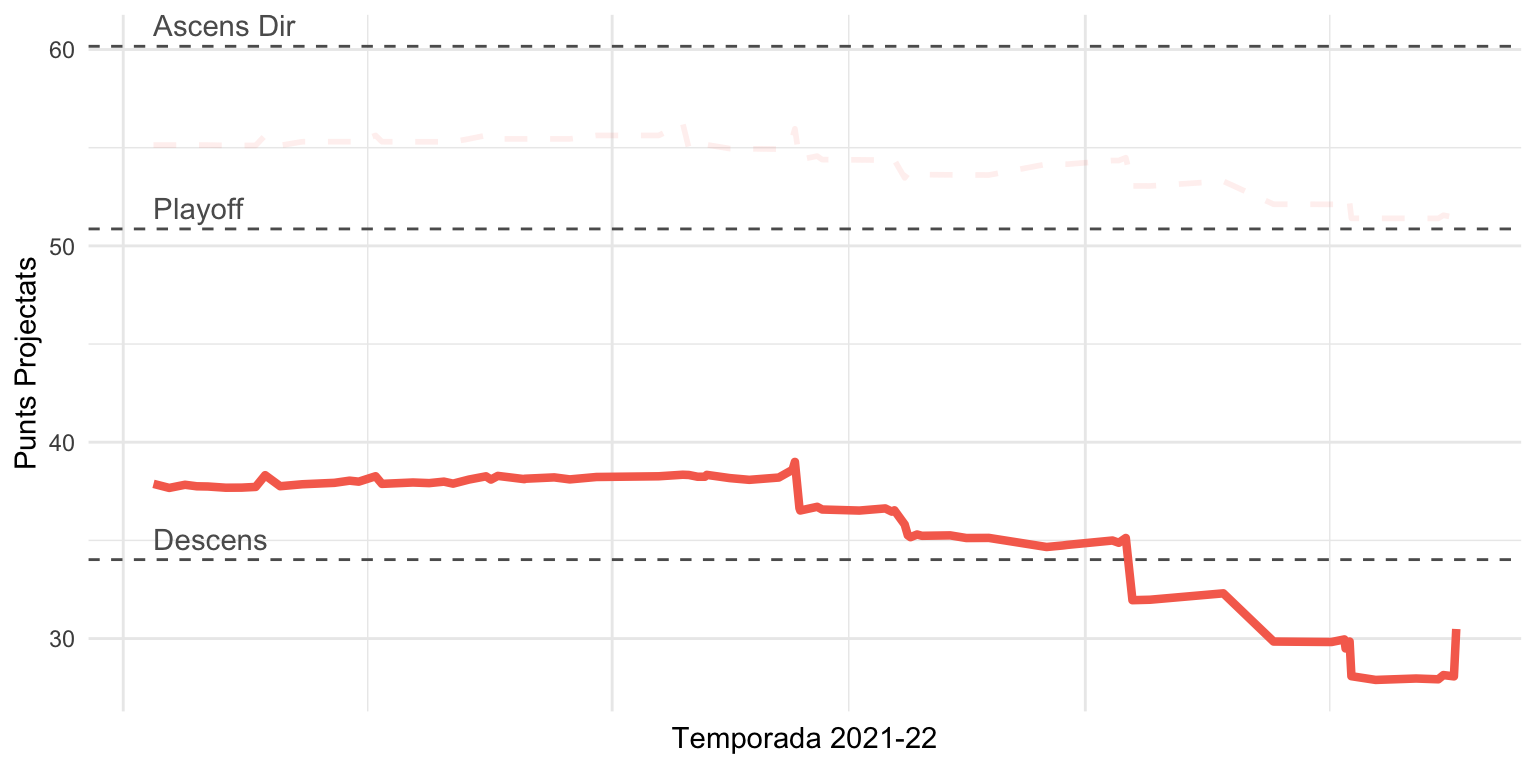 Ascens Dir
60
Playoff
50
Punts Projectats
40
Descens
30
Temporada 2021-22